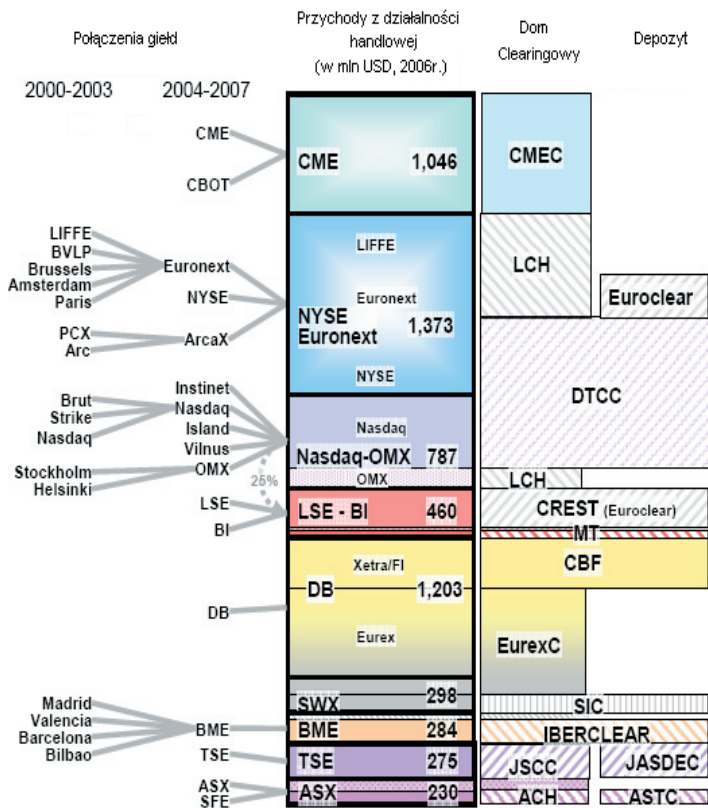 Połączenia giełd
Przychody z działalności
handlowej
(w mln USD, 2006r.)
Dom
Clearingowy
Depozyt
2000-2003
2004-2007
CME
CBOT
CME 1,046
CMEC
LIFFE
BVLP
Brussels
Amsterdam
Paris
Euronext
NYSE
PCX
Arc
ArcaX
LIFFE
Euronext
NYSE
Euronext
1,373
NYSE
LCH
Euroclear
DTCC
Brut
Strike
Nasdaq
Instinet
Nasdaq
Island
Vilnus
Stockholm
Helsinki
OMX
25%
Nasdaq
Nasdaq-OMX 787
OMX
LCH
LSE
BI
LSE - BI 460
CREST (Euroclear)
MT
DB
Xetra/FI
DB 1,203
Eurex
CBF
EurexC
SWX 298
SIC
Madrid
Valencia
Barcelona
Bilbao
BME
BME 284
IBERCLEAR
TSE
TSE 275
JSCC
JASDEC
ASX
SFE
ASX 230
ACH
ASTC